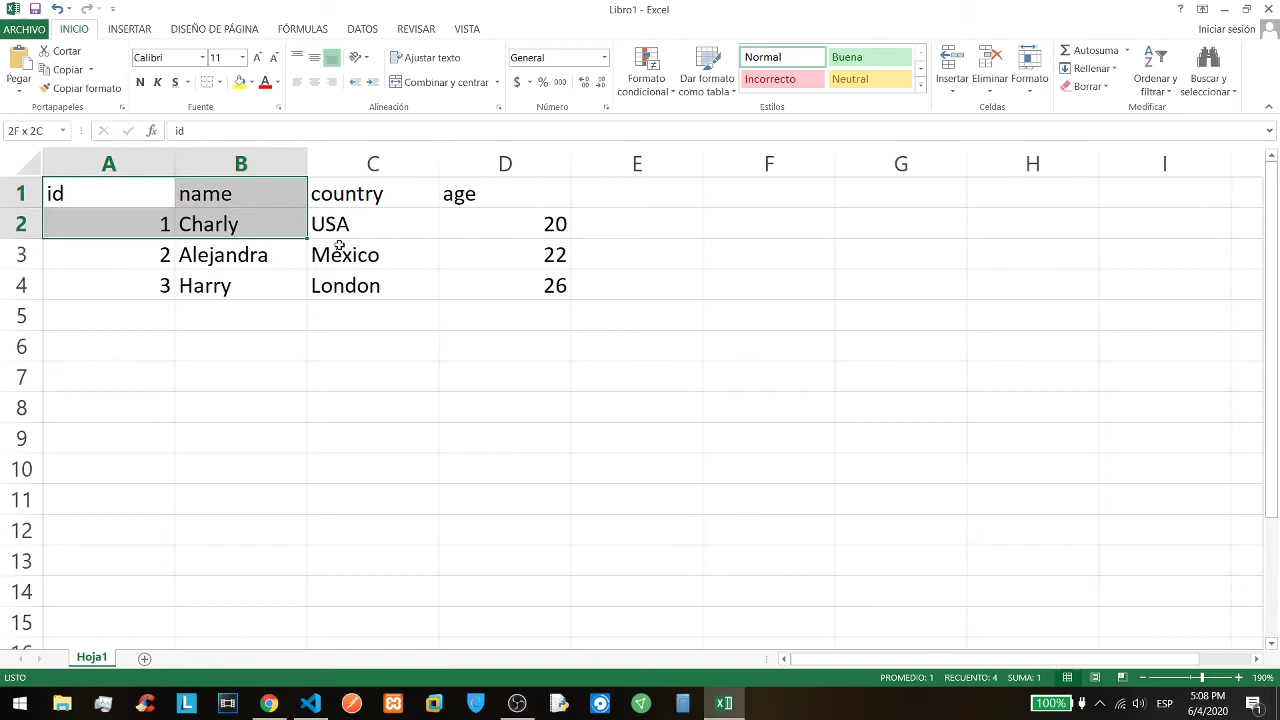 Libro1 - Excel
ARCHIVO INICIO INSERTAR DISEÑO DE PÁGINA FÓRMULAS DATOS REVISAR VISTA Iniciar sesión
Pegar
Cortar
Copiar
Copiar formato
Portapapeles
Calibri 11
N K S
Fuente
Ajustar texto
Combinar y centrar
Alineación
General
$ % 000
Número
Formato condicional
Dar formato como tabla
Normal Buena
Incorrecto Neutral
Estilos
Insertar Eliminar Formato
Celdas
Autosuma
Rellenar
Borrar
Ordenar y filtrar
Buscar y seleccionar
Modificar
2F x 2C fx id
A B C D E F G H I
1 id name country age
2 1 Charly USA 20
3 2 Alejandra Mexico 22
4 3 Harry London 26
5
6
7
8
9
10
11
12
13
14
15
Hoja1
LISTO PROMEDIO: 1 RECUENTO: 4 SUMA: 1 190%
100% ESP 5:08 PM
6/4/2020